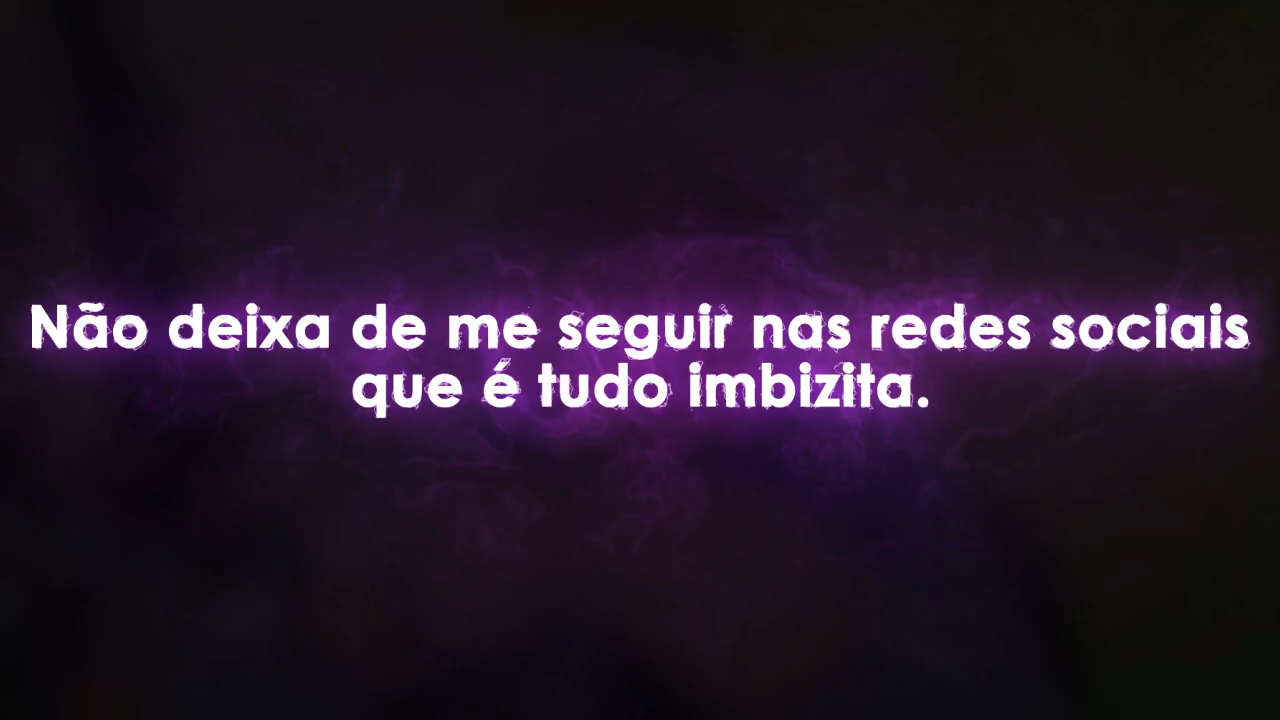 Não deixa de me seguir nas redes sociais
que é tudo imbizita.